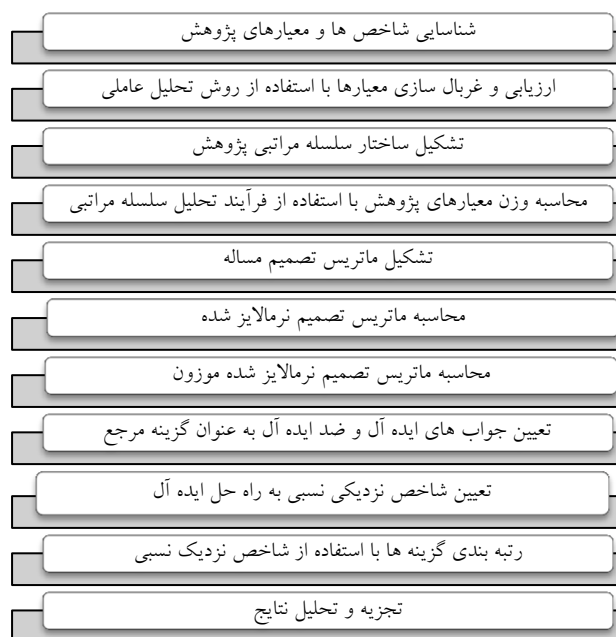 شناسایی شاخص ها و معیارهای پژوهش
ارزیابی و غربال سازی معیارها با استفاده از روش تحلیل عاملی
تشکیل ساختار سلسله مراتبی پژوهش
محاسبه وزن معیارهای پژوهش با استفاده از فرآیند تحلیل سلسله مراتبی
تشکیل ماتریس تصمیم مساله
محاسبه ماتریس تصمیم نرمالایز شده
محاسبه ماتریس تصمیم نرمالایز شده موزون
تعیین جواب های ایده آل و ضد ایده آل به عنوان گزینه مرجع
تعیین شاخص نزدیکی نسبی به راه حل ایده آل
رتبه بندی گزینه ها با استفاده از شاخص نزدیک نسبی
تجزیه و تحلیل نتایج